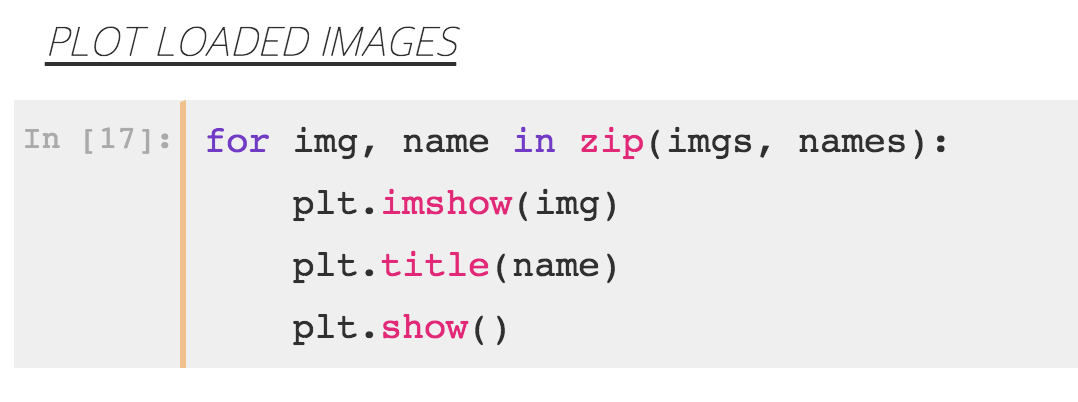 PLOT LOADED IMAGES
In [17]: for img, name in zip(imgs, names):
    plt.imshow(img)
    plt.title(name)
    plt.show()